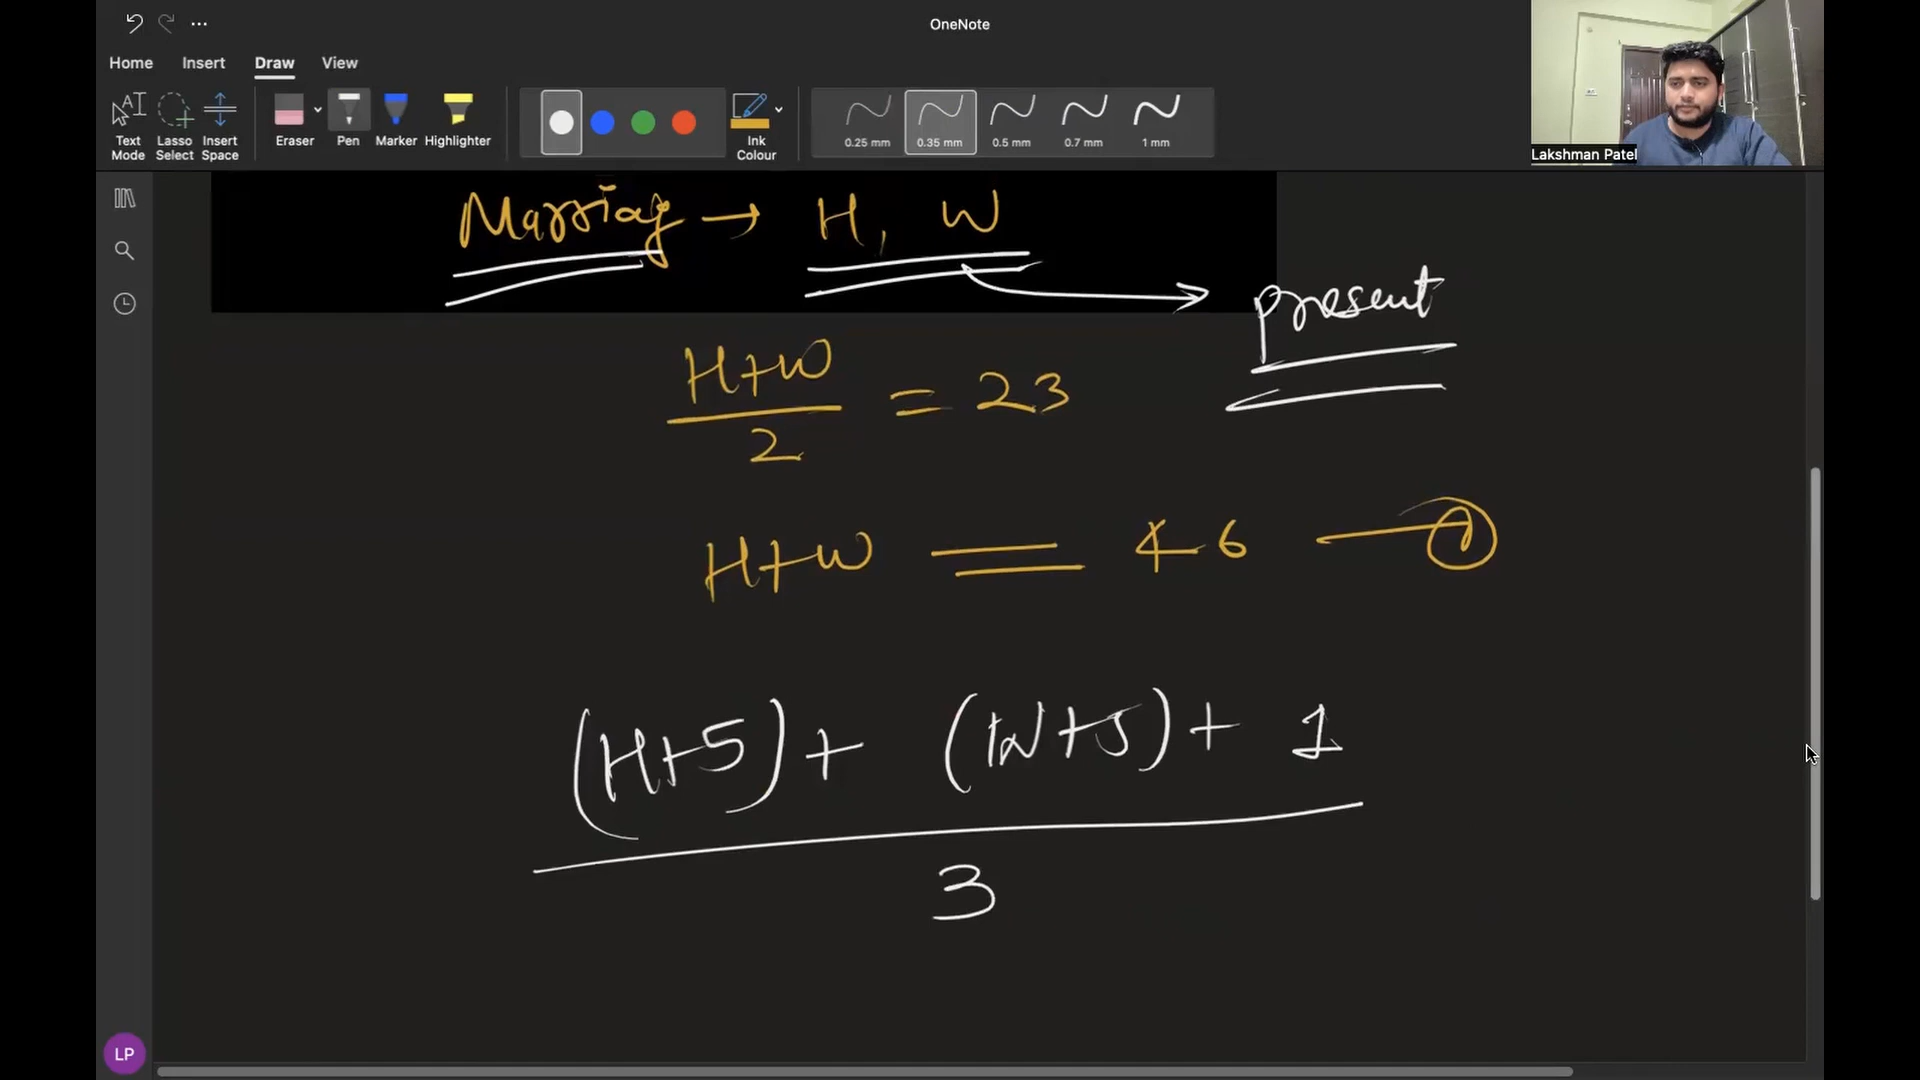 OneNote
Home Insert Draw View
Text Mode
Lasso Select
Insert Space
Eraser
Pen
Marker
Highlighter
Ink Colour
0.25 mm
0.35 mm
0.5 mm
0.7 mm
1 mm
Lakshman Patel
Marriag → H, W
present
H+W
2
= 23
H+W = 46 — ①
(H+5) + (W+5) + 1
3
LP